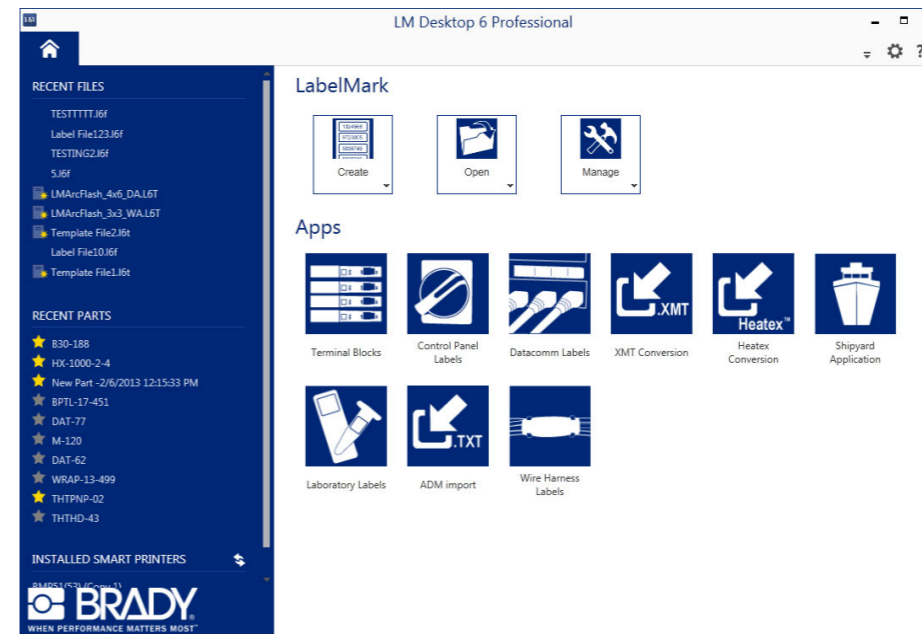 LM Desktop 6 Professional
RECENT FILES
TESTTTTT.l6f
Label File123.l6f
TESTING2.l6f
5.l6f
LMArcFlash_4x6_DA.L6T
LMArcFlash_3x3_WA.L6T
Template File2.l6t
Label File10.l6f
Template File1.l6t
RECENT PARTS
B30-188
HX-1000-2-4
New Part -2/6/2013 12:15:33 PM
BPTL-17-451
DAT-77
M-120
DAT-62
WRAP-13-499
THTPNP-02
THTHD-43
INSTALLED SMART PRINTERS
BRADY
WHEN PERFORMANCE MATTERS MOST™
LabelMark
Create
Open
Manage
Apps
.XMT
Heatex™
Terminal Blocks
Control Panel
Labels
Datacomm Labels
XMT Conversion
Heatex
Conversion
Shipyard
Application
.TXT
Laboratory Labels
ADM import
Wire Harness
Labels